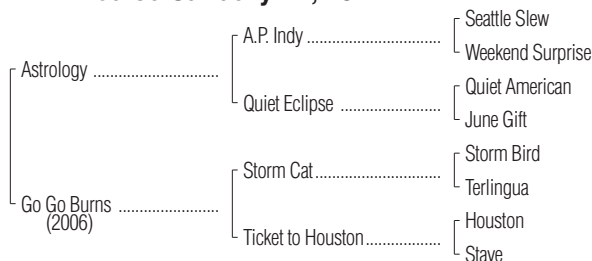 Astrology
Go Go Burns
(2006)
A.P. Indy
Quiet Eclipse
Storm Cat
Ticket to Houston
Seattle Slew
Weekend Surprise
Quiet American
June Gift
Storm Bird
Terlingua
Houston
Stave